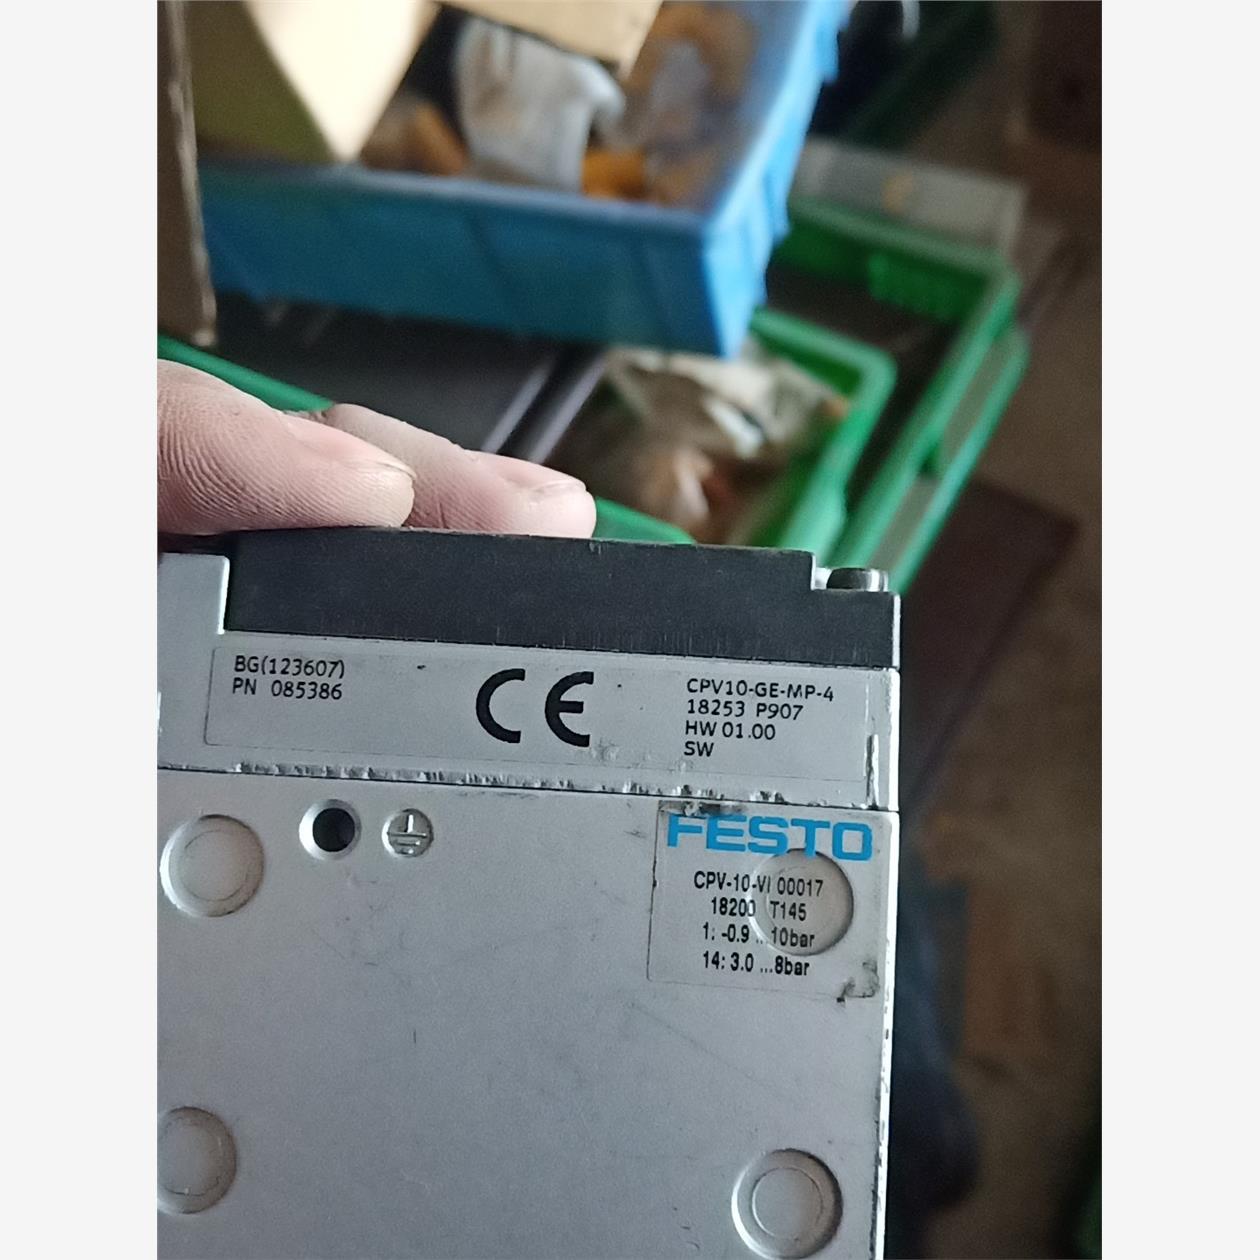 BG(123607)
PN 085386
CE
CPV10-GE-MP-4
18253 P907
HW 01.00
SW
FESTO
CPV-10-VI 00017
18200 T145
1: -0.9 ...10bar
14: 3.0 ...8bar